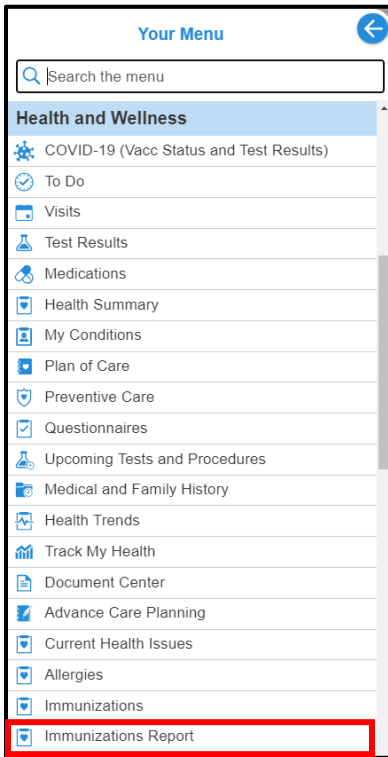 Your Menu
Search the menu
Health and Wellness
COVID-19 (Vacc Status and Test Results)
To Do
Visits
Test Results
Medications
Health Summary
My Conditions
Plan of Care
Preventive Care
Questionnaires
Upcoming Tests and Procedures
Medical and Family History
Health Trends
Track My Health
Document Center
Advance Care Planning
Current Health Issues
Allergies
Immunizations
Immunizations Report